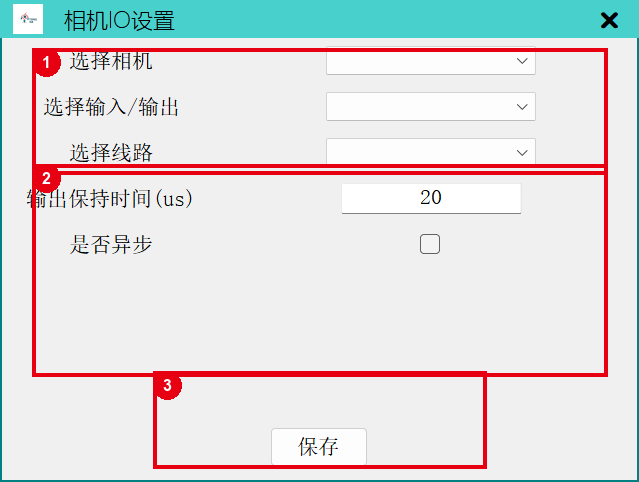 相机IO设置
1
选择相机
选择输入/输出
选择线路
2
输出保持时间(us)
20
是否异步
3
保存